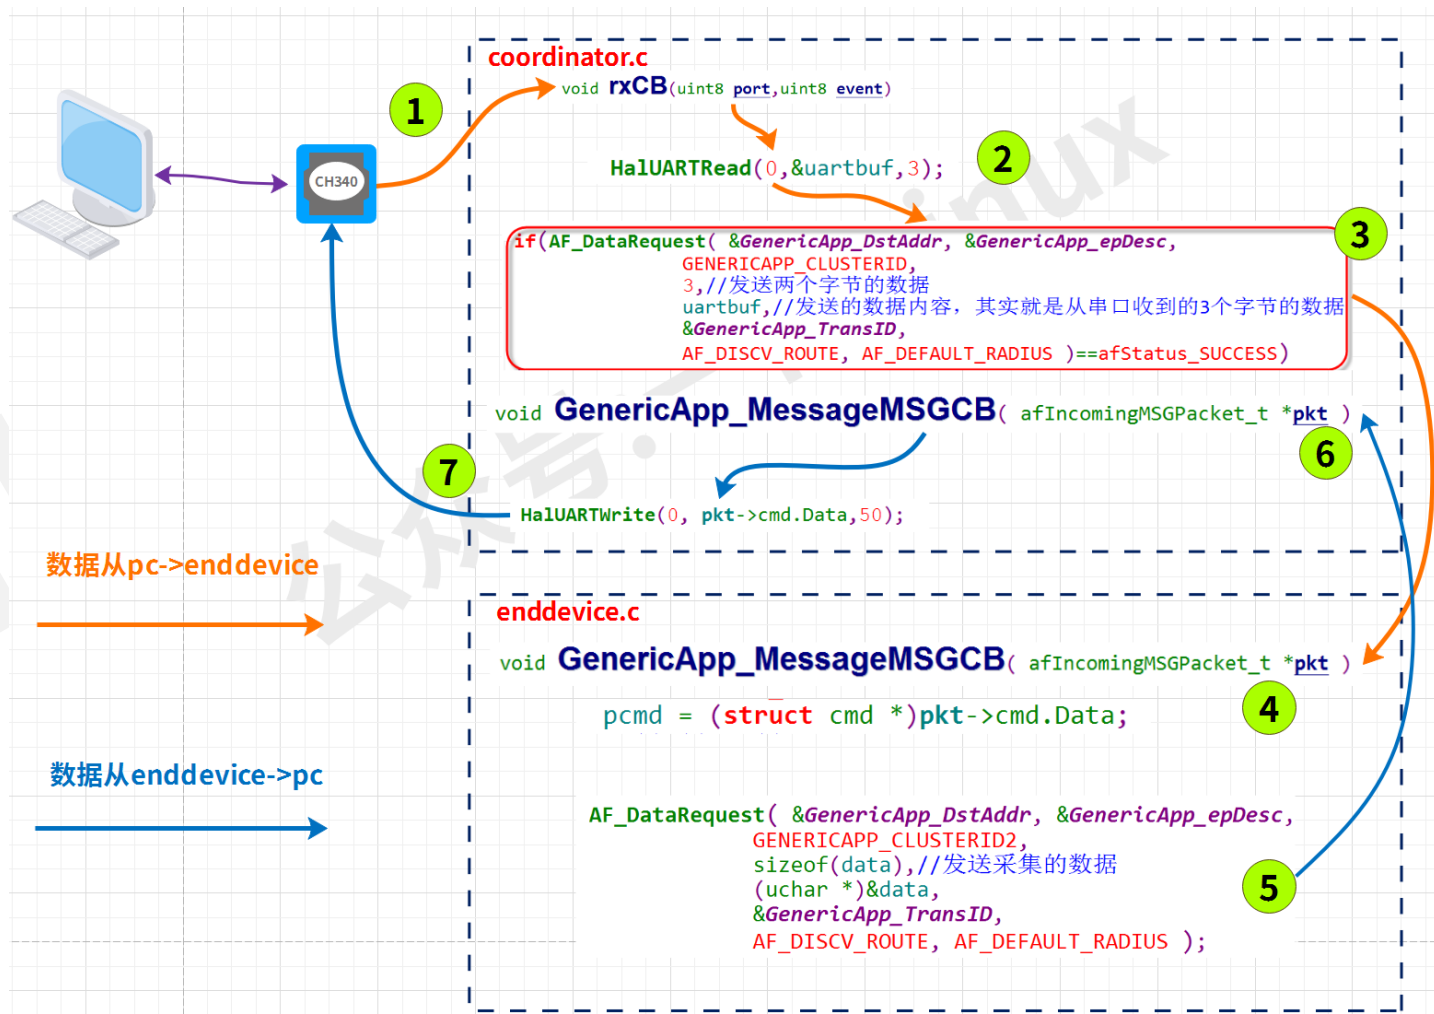 coordinator.c
1
void rxCB(uint8 port,uint8 event)
2
CH340
HalUARTRead(0,&uartbuf,3);
3
if(AF_DataRequest( &GenericApp_DstAddr, &GenericApp_epDesc,
GENERICAPP_CLUSTERID,
3,//发送两个字节的数据
uartbuf,//发送的数据内容，其实就是从串口收到的3个字节的数据
&GenericApp_TransID,
AF_DISCV_ROUTE, AF_DEFAULT_RADIUS )==afStatus_SUCCESS)
void GenericApp_MessageMSGCB( afIncomingMSGPacket_t *pkt )
6
7
HalUARTWrite(0, pkt->cmd.Data,50);
数据从pc->enddevice
enddevice.c
void GenericApp_MessageMSGCB( afIncomingMSGPacket_t *pkt )
4
pcmd = (struct cmd *)pkt->cmd.Data;
数据从enddevice->pc
AF_DataRequest( &GenericApp_DstAddr, &GenericApp_epDesc,
GENERICAPP_CLUSTERID2,
sizeof(data),//发送采集的数据
(uchar *)&data,
5
&GenericApp_TransID,
AF_DISCV_ROUTE, AF_DEFAULT_RADIUS );